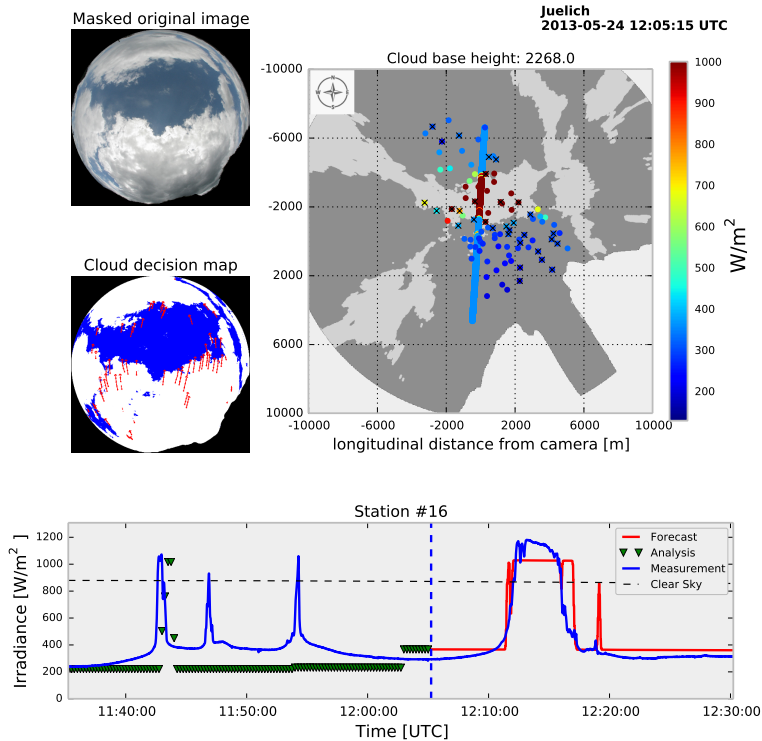 Juelich
2013-05-24 12:05:15 UTC
Masked original image
Cloud decision map
Cloud base height: 2268.0
N
W E
S
-10000
-6000
-2000
2000
6000
10000
-10000 -6000 -2000 2000 6000 10000
longitudinal distance from camera [m]
1000
900
800
700
600
500
400
300
200
W/m²
Station #16
Irradiance [W/m²]
1200
1000
800
600
400
200
0
Forecast
Analysis
Measurement
Clear Sky
11:40:00 11:50:00 12:00:00 12:10:00 12:20:00 12:30:00
Time [UTC]